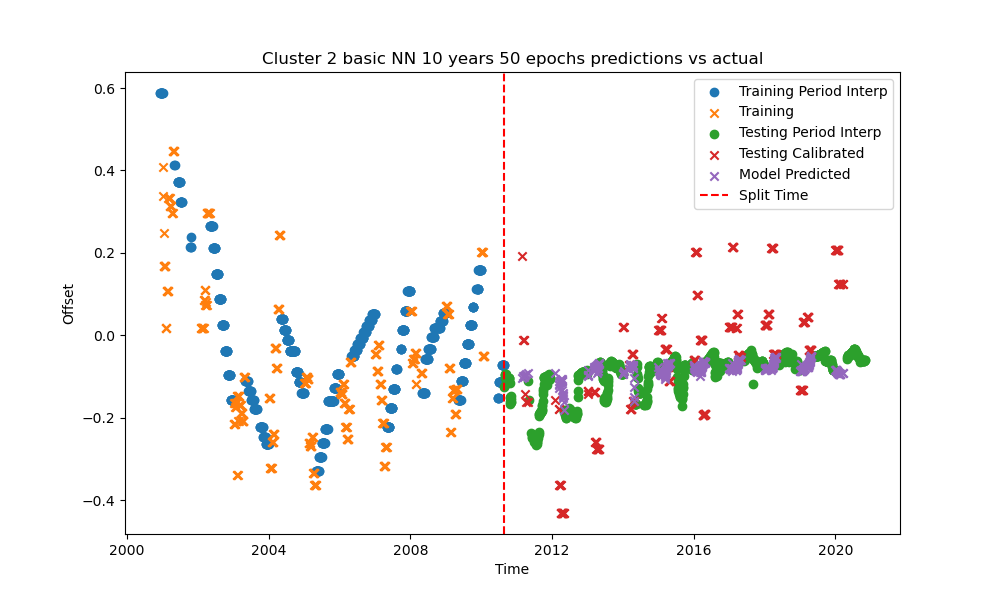 Cluster 2 basic NN 10 years 50 epochs predictions vs actual
0.6
0.4
0.2
0.0
−0.2
−0.4
Offset
2000
2004
2008
2012
2016
2020
Time
Training Period Interp
Training
Testing Period Interp
Testing Calibrated
Model Predicted
Split Time